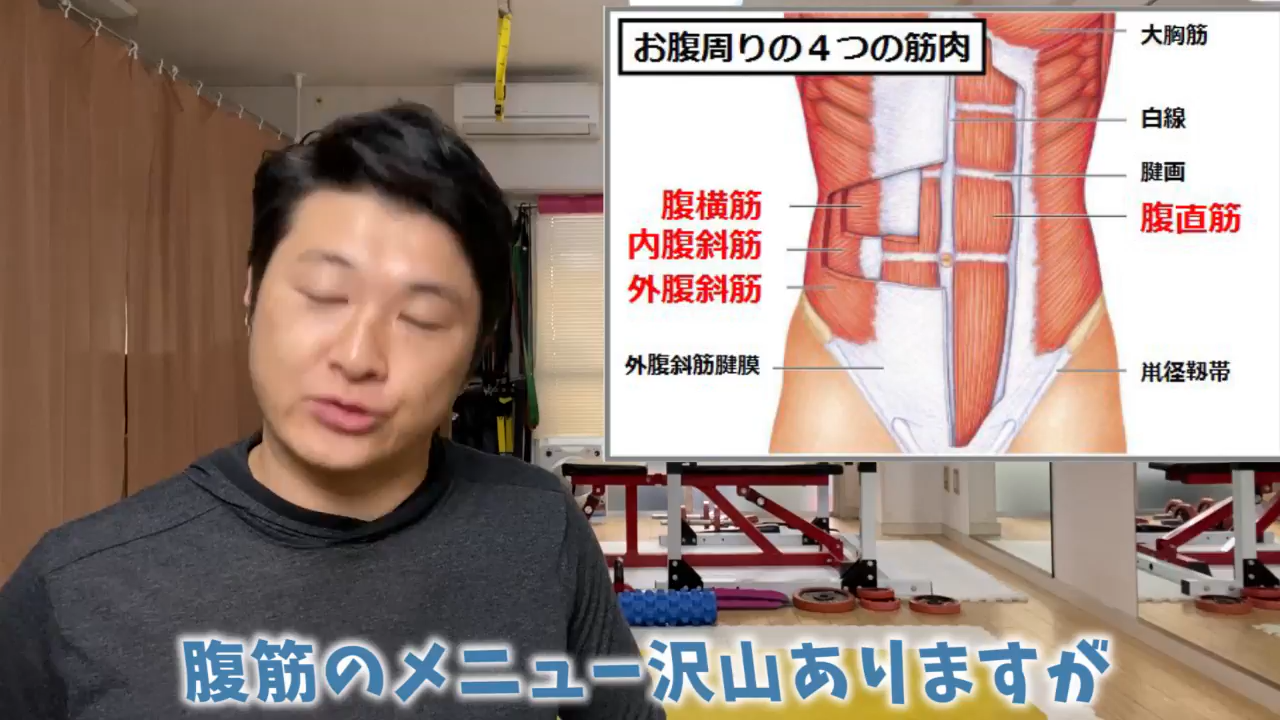 お腹周りの4つの筋肉
大胸筋
白線
腱画
腹直筋
腹横筋
内腹斜筋
外腹斜筋
外腹斜筋腱膜
鼡径靱帯
腹筋のメニュー沢山ありますが